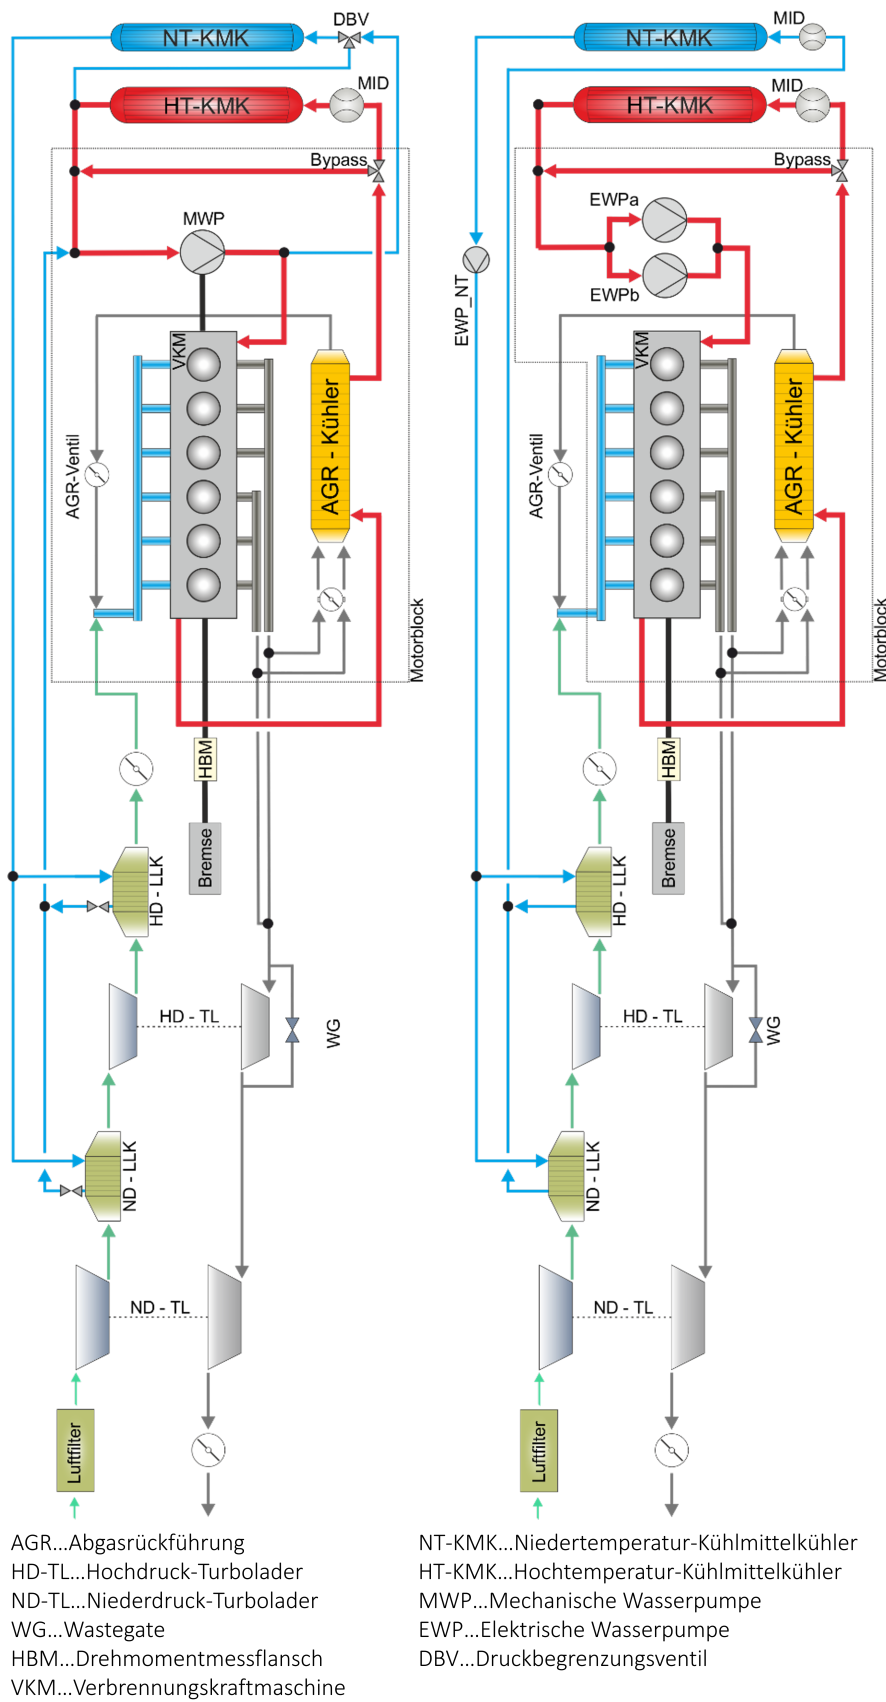 DBV
NT-KMK
MID
HT-KMK
Bypass
MWP
VKM
AGR-Ventil
AGR - Kühler
Motorblock
HBM
Bremse
HD - LLK
HD - TL
WG
ND - LLK
ND - TL
Luftfilter
MID
NT-KMK
MID
HT-KMK
Bypass
EWPa
EWP_NT
EWPb
VKM
AGR-Ventil
AGR - Kühler
Motorblock
HBM
Bremse
HD - LLK
HD - TL
WG
ND - LLK
ND - TL
Luftfilter
AGR...Abgasrückführung
HD-TL...Hochdruck-Turbolader
ND-TL...Niederdruck-Turbolader
WG...Wastegate
HBM...Drehmomentmessflansch
VKM...Verbrennungskraftmaschine
NT-KMK...Niedertemperatur-Kühlmittelkühler
HT-KMK...Hochtemperatur-Kühlmittelkühler
MWP...Mechanische Wasserpumpe
EWP...Elektrische Wasserpumpe
DBV...Druckbegrenzungsventil